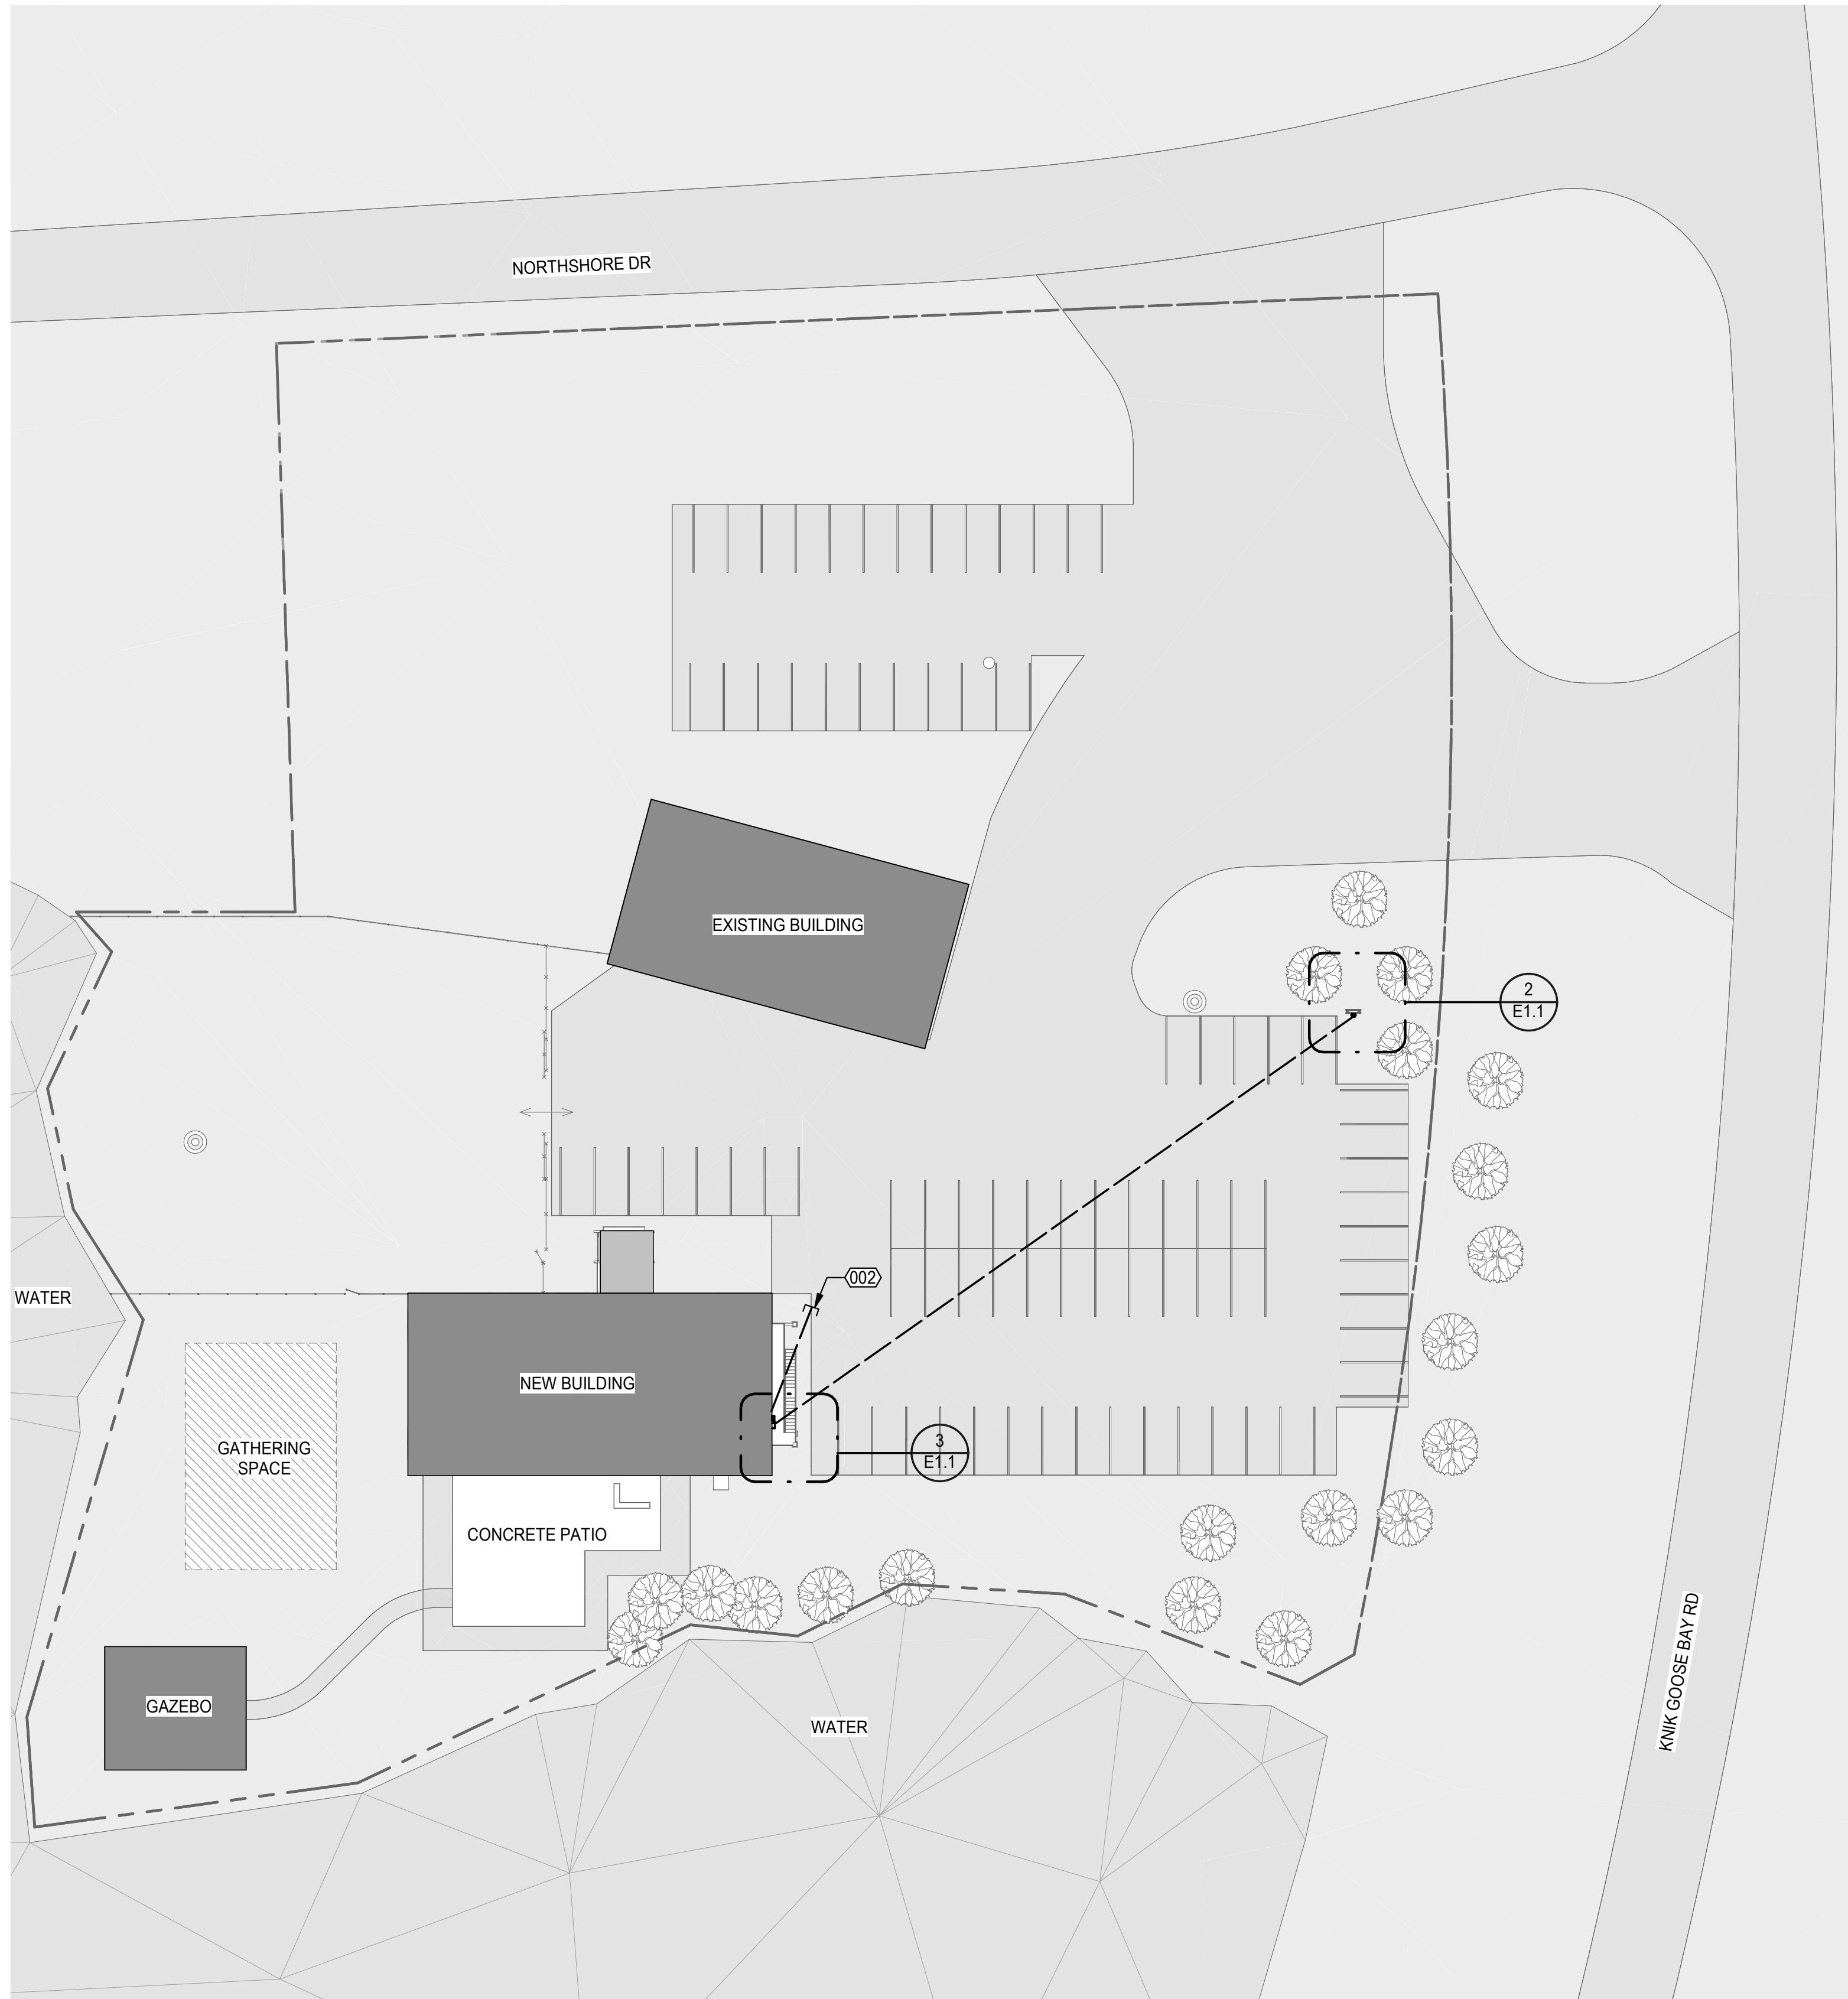 NORTHSHORE DR
EXISTING BUILDING
2
E1.1
WATER
002
NEW BUILDING
GATHERING
SPACE
3
E1.1
CONCRETE PATIO
GAZEBO
WATER
KNIK GOOSE BAY RD